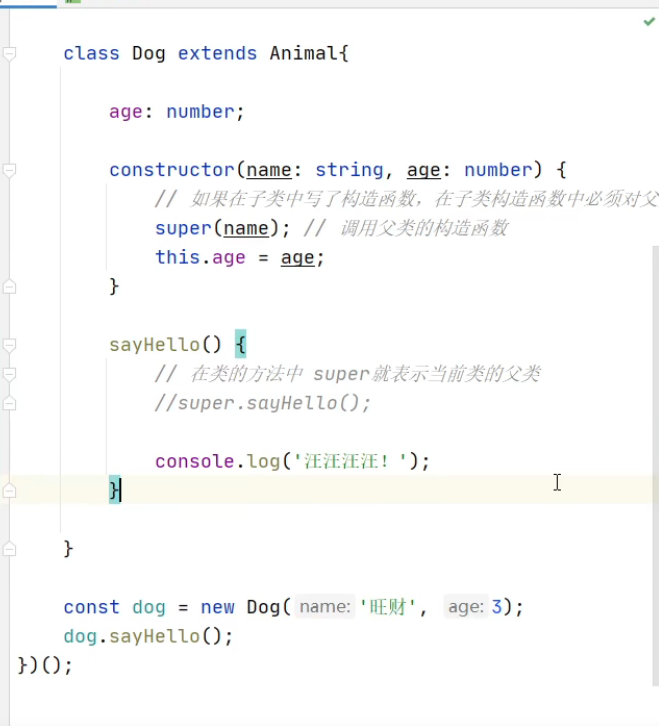 class Dog extends Animal{
age: number;
constructor(name: string, age: number) {
// 如果在子类中写了构造函数，在子类构造函数中必须对父
super(name); // 调用父类的构造函数
this.age = age;
}
sayHello() {
// 在类的方法中 super就表示当前类的父类
//super.sayHello();
console.log('汪汪汪汪！');
}
}
const dog = new Dog( name: '旺财', age: 3);
dog.sayHello();
})();